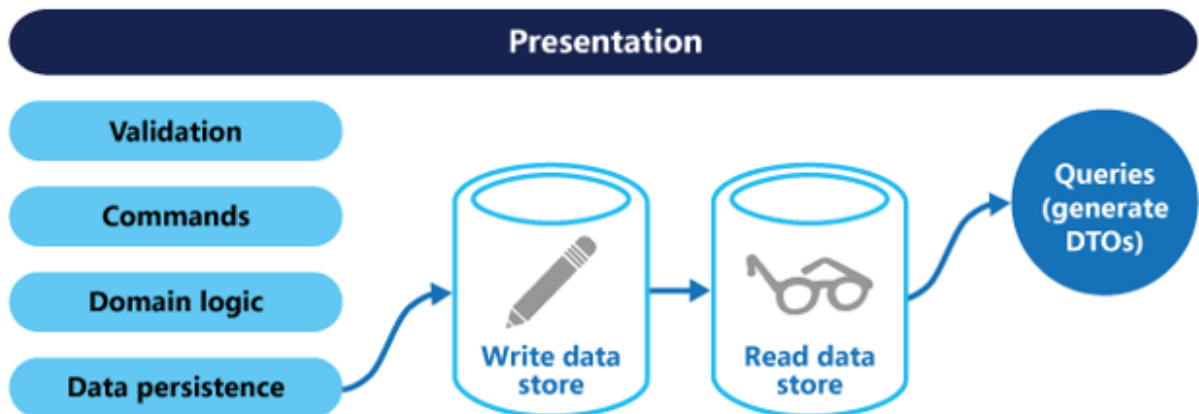 Presentation
Validation
Commands
Domain logic
Data persistence
Write data
store
Read data
store
Queries
(generate
DTOs)